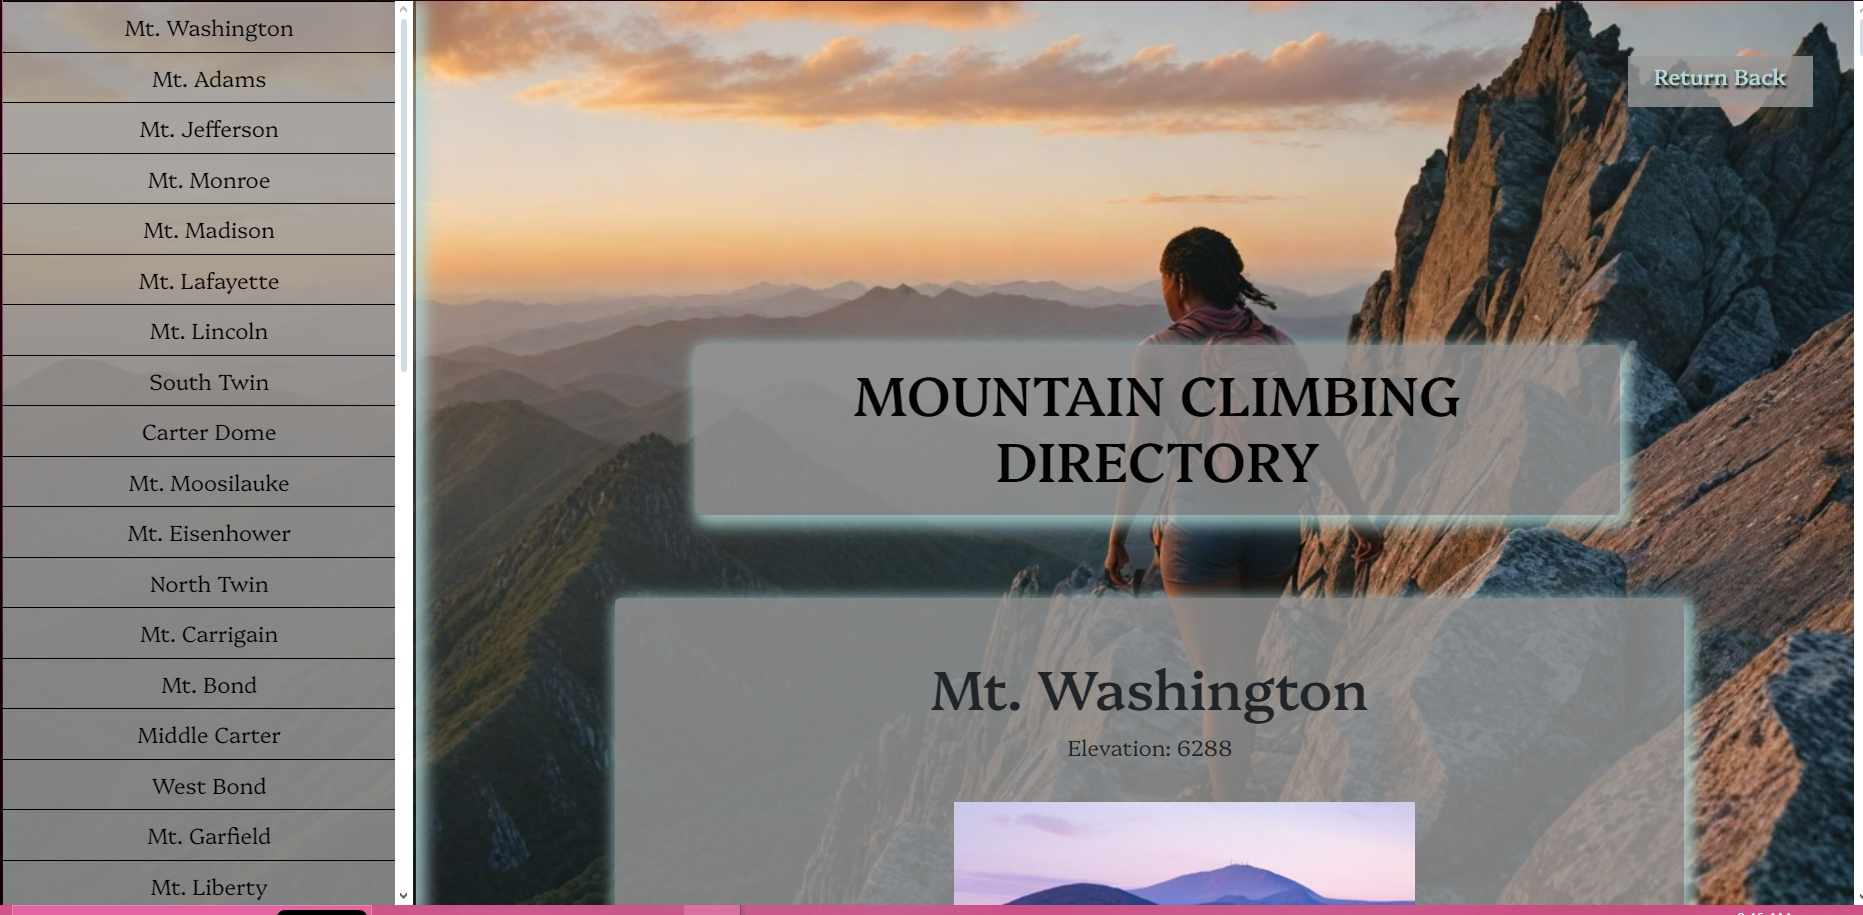 Mt. Washington
Mt. Adams
Mt. Jefferson
Mt. Monroe
Mt. Madison
Mt. Lafayette
Mt. Lincoln
South Twin
Carter Dome
Mt. Moosilauke
Mt. Eisenhower
North Twin
Mt. Carrigain
Mt. Bond
Middle Carter
West Bond
Mt. Garfield
Mt. Liberty
Return Back
MOUNTAIN CLIMBING
DIRECTORY
Mt. Washington
Elevation: 6288